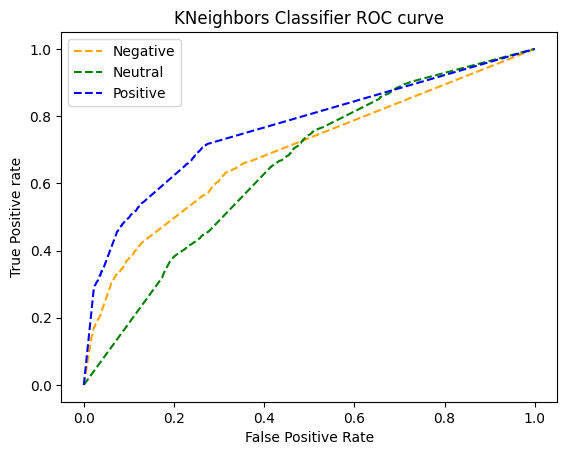 KNeighbors Classifier ROC curve
Negative
Neutral
Positive
True Positive rate
1.0
0.8
0.6
0.4
0.2
0.0
0.0 0.2 0.4 0.6 0.8 1.0
False Positive Rate